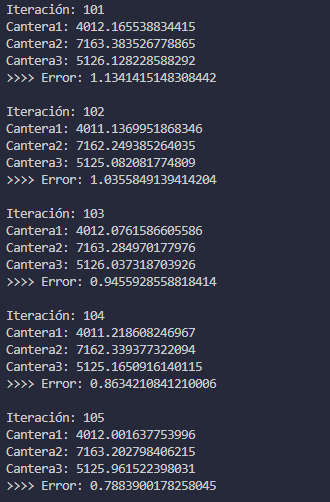 Iteración: 101
Cantera1: 4012.165538834415
Cantera2: 7163.383526778865
Cantera3: 5126.128228588292
>>>> Error: 1.1341415148308442
Iteración: 102
Cantera1: 4011.1369951868346
Cantera2: 7162.249385264035
Cantera3: 5125.082081774809
>>>> Error: 1.0355849139414204
Iteración: 103
Cantera1: 4012.0761586605586
Cantera2: 7163.284970177976
Cantera3: 5126.037318703926
>>>> Error: 0.9455928558818414
Iteración: 104
Cantera1: 4011.218608246967
Cantera2: 7162.339377322094
Cantera3: 5125.1650916140115
>>>> Error: 0.8634210841210006
Iteración: 105
Cantera1: 4012.001637753996
Cantera2: 7163.202798406215
Cantera3: 5125.961522398031
>>>> Error: 0.7883900178258045